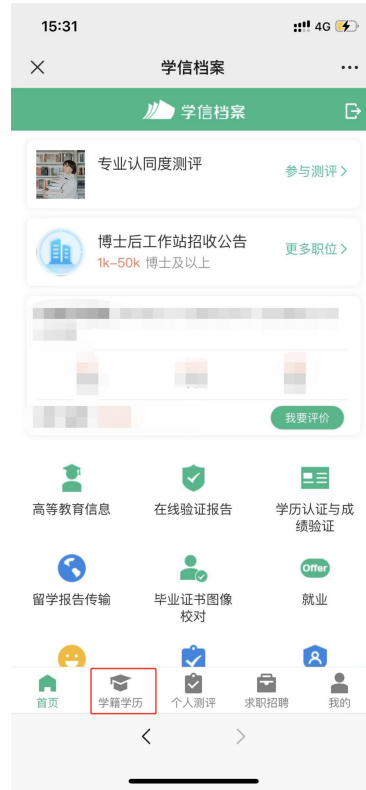 15:31
4G
学信档案
学信档案
专业认同度测评
参与测评
博士后工作站招收公告
更多职位
1k–50k 博士及以上
我要评价
高等教育信息
在线验证报告
学历认证与成
绩验证
Offer
留学报告传输
毕业证书图像
校对
就业
首页
学籍学历
个人测评
求职招聘
我的